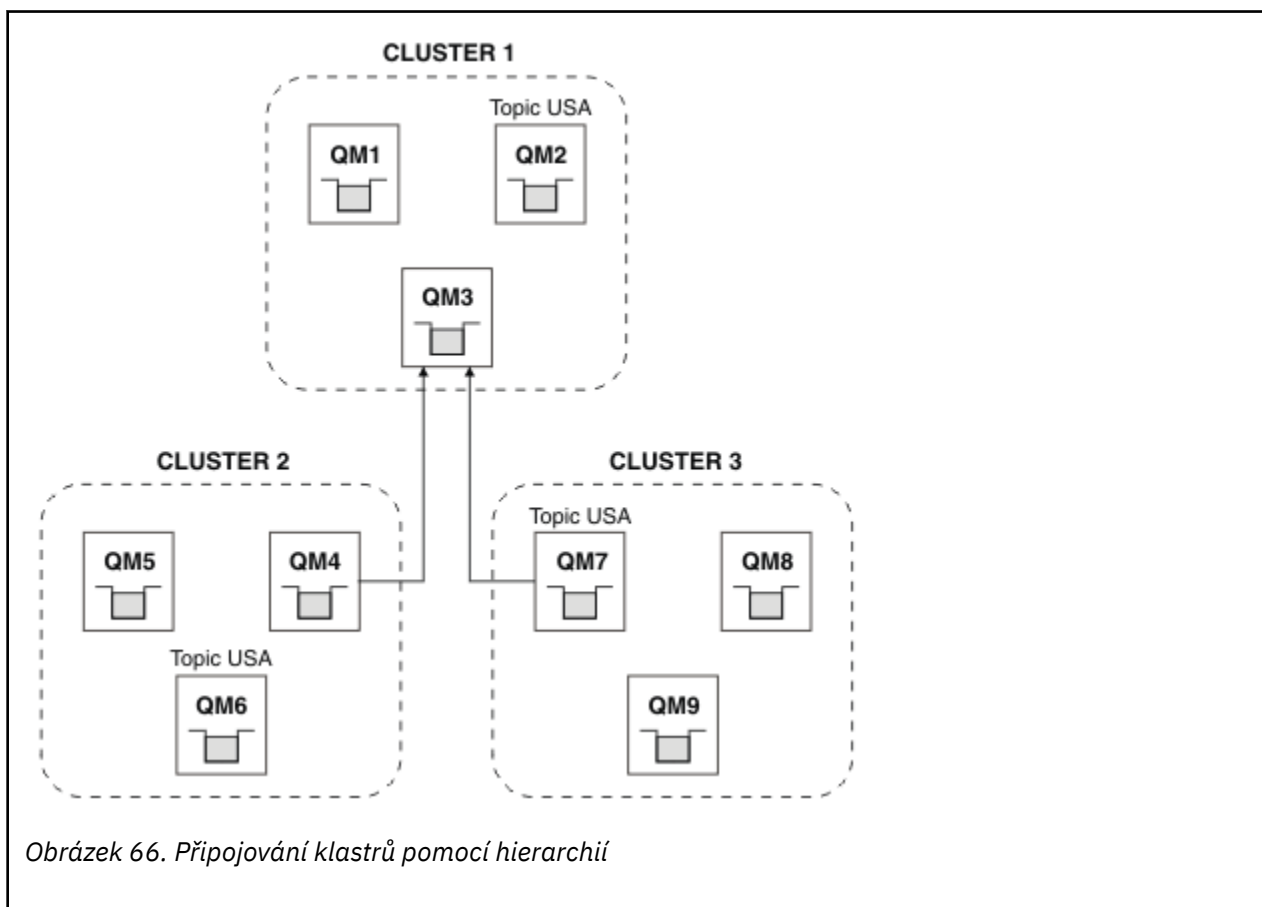 CLUSTER 1
Topic USA
QM1
QM2
QM3
CLUSTER 2
CLUSTER 3
Topic USA
QM5
QM4
QM7
QM8
Topic USA
QM6
QM9
Obrázek 66. Připojování klastrů pomocí hierarchií